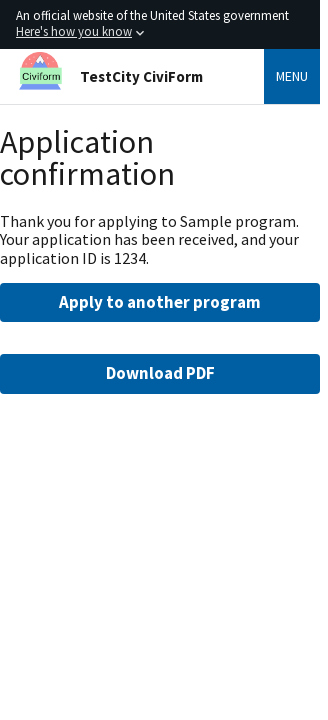 An official website of the United States government
Here's how you know
Civiform
TestCity CiviForm
MENU
Application
confirmation
Thank you for applying to Sample program.
Your application has been received, and your
application ID is 1234.
Apply to another program
Download PDF